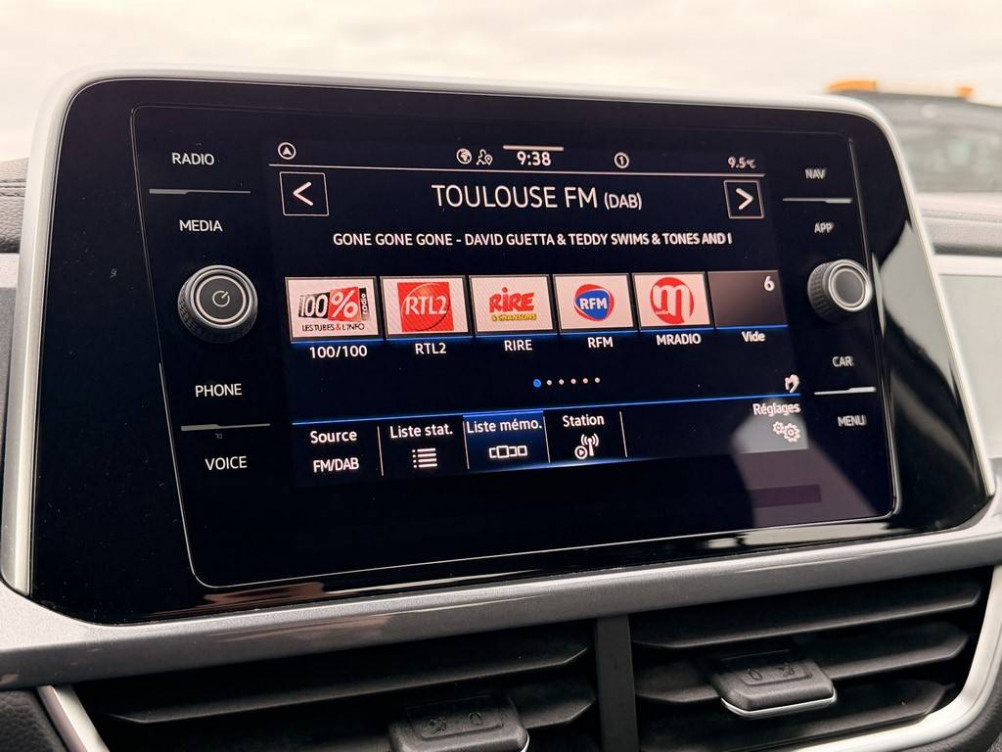 RADIO
MEDIA
PHONE
VOICE
9:38
1
9.5°C
TOULOUSE FM (DAB)
GONE GONE GONE - DAVID GUETTA & TEDDY SWIMS & TONES AND I
100% radio
LES TUBES & L'INFO
RTL2
RIRE
& CHANSONS
RFM
m
6
100/100
RTL2
RIRE
RFM
MRADIO
Vide
Source
FM/DAB
Liste stat.
Liste mémo.
Station
Réglages
NAV
APP
CAR
MENU